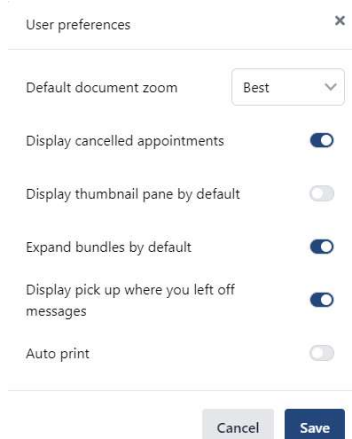 User preferences
Default document zoom Best
Display cancelled appointments
Display thumbnail pane by default
Expand bundles by default
Display pick up where you left off
messages
Auto print
Cancel Save